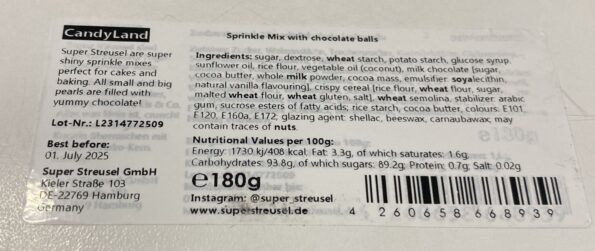 CandyLand
Super Streusel are super
shiny sprinkle mixes
perfect for cakes and
baking. All small and big
pearls are filled with
yummy chocolate!
Lot-Nr.: L2314772509
Best before:
01. July 2025
Super Streusel GmbH
Kieler Straße 103
DE-22769 Hamburg
Germany
Sprinkle Mix with chocolate balls
Ingredients: sugar, dextrose, wheat starch, potato starch, glucose syrup,
sunflower oil, rice flour, vegetable oil (coconut), milk chocolate [sugar,
cocoa butter, whole milk powder, cocoa mass, emulsifier: soyalecithin,
natural vanilla flavouring], crispy cereal [rice flour, wheat flour, sugar,
malted wheat flour, wheat gluten, salt], wheat semolina, stabilizer: arabic
gum, sucrose esters of fatty acids; rice starch, cocoa butter, colours: E101,
E120, E160a, E172; glazing agent: shellac, beeswax, carnaubawax; may
contain traces of nuts.
Nutritional Values per 100g:
Energy: 1730 kj/408 kcal; Fat: 3.3g, of which saturates: 1.6g,
Carbohydrates: 93.8g, of which sugars: 89.2g; Protein: 0.7g; Salt: 0.02g
℮180g
Instagram: @super_streusel
www.superstreusel.de
4 260658 668939